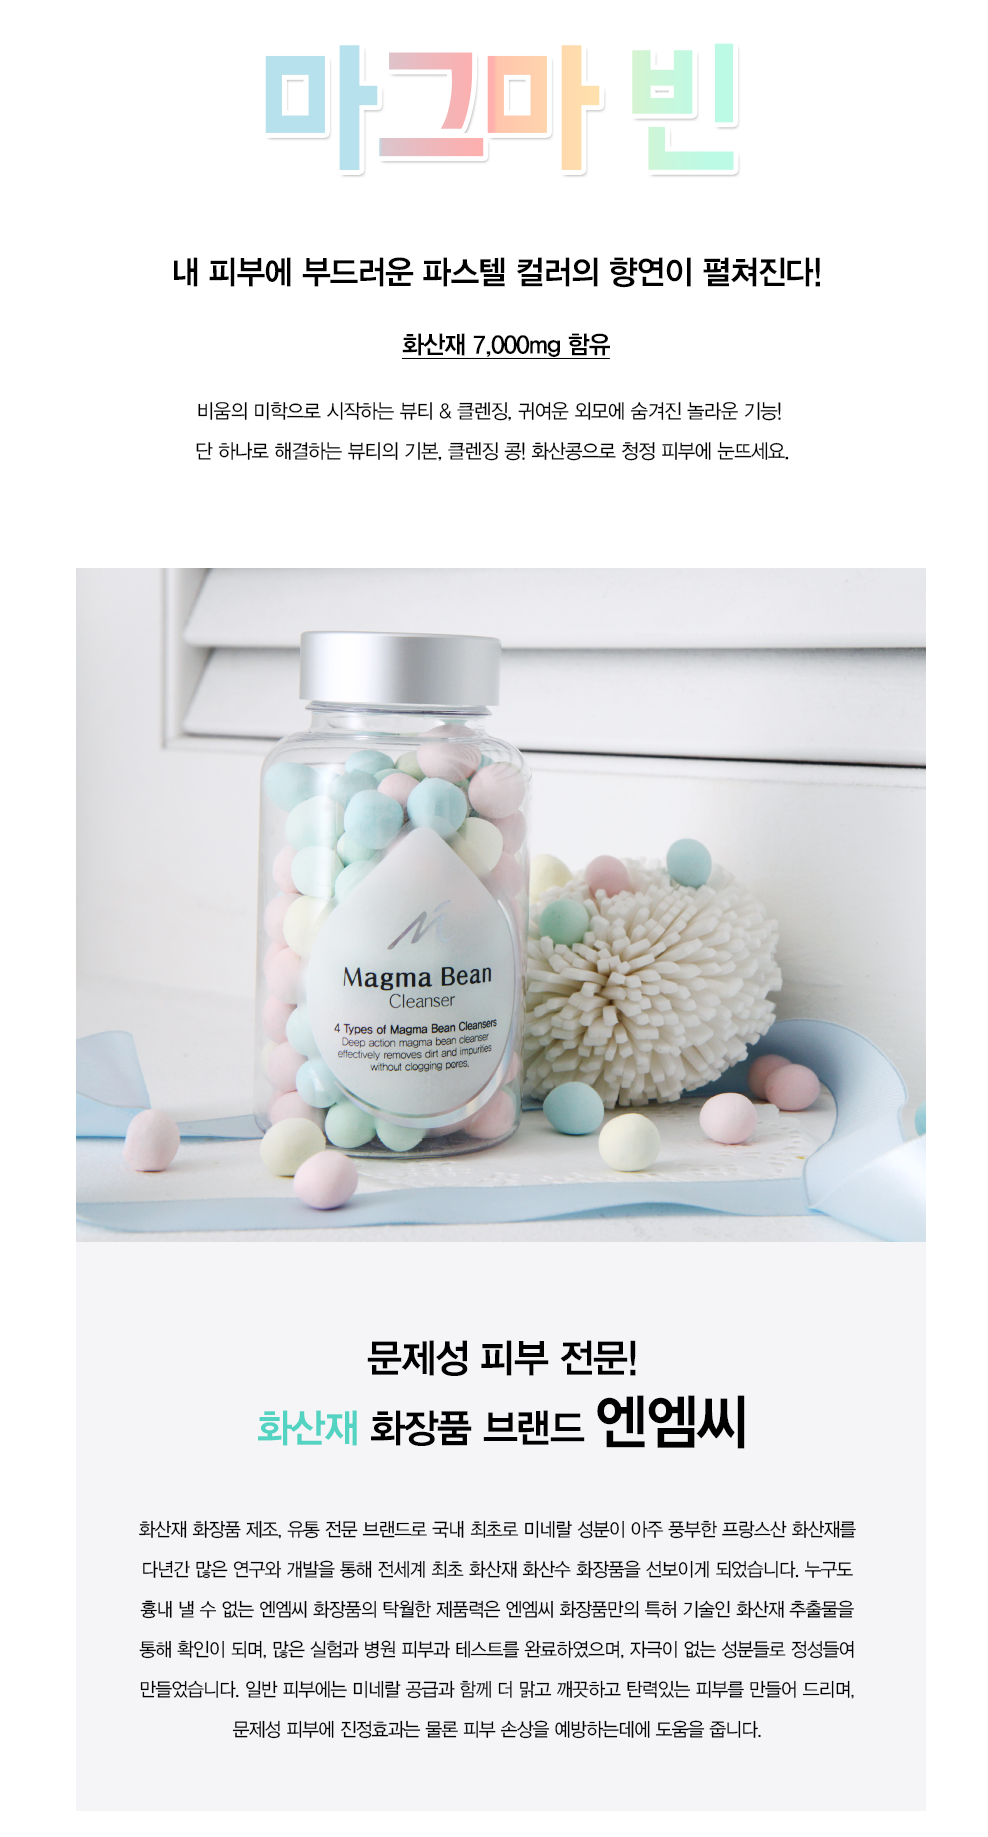 마그마 빈
내 피부에 부드러운 파스텔 컬러의 향연이 펼쳐진다!
화산재 7,000mg 함유
비움의 미학으로 시작하는 뷰티 & 클렌징, 귀여운 외모에 숨겨진 놀라운 기능!
단 하나로 해결하는 뷰티의 기본, 클렌징 콩! 화산콩으로 청정 피부에 눈뜨세요.
Magma Bean
Cleanser
4 Types of Magma Bean Cleansers
Deep action magma bean cleanser
effectively removes dirt and impurities
without clogging pores.
문제성 피부 전문!
화산재 화장품 브랜드 엔엠씨
화산재 화장품 제조, 유통 전문 브랜드로 국내 최초로 미네랄 성분이 아주 풍부한 프랑스산 화산재를
다년간 많은 연구와 개발을 통해 전세계 최초 화산재 화산수 화장품을 선보이게 되었습니다. 누구도
흉내 낼 수 없는 엔엠씨 화장품의 탁월한 제품력은 엔엠씨 화장품만의 특허 기술인 화산재 추출물을
통해 확인이 되며, 많은 실험과 병원 피부과 테스트를 완료하였으며, 자극이 없는 성분들로 정성들여
만들었습니다. 일반 피부에는 미네랄 공급과 함께 더 맑고 깨끗하고 탄력있는 피부를 만들어 드리며,
문제성 피부에 진정효과는 물론 피부 손상을 예방하는데에 도움을 줍니다.